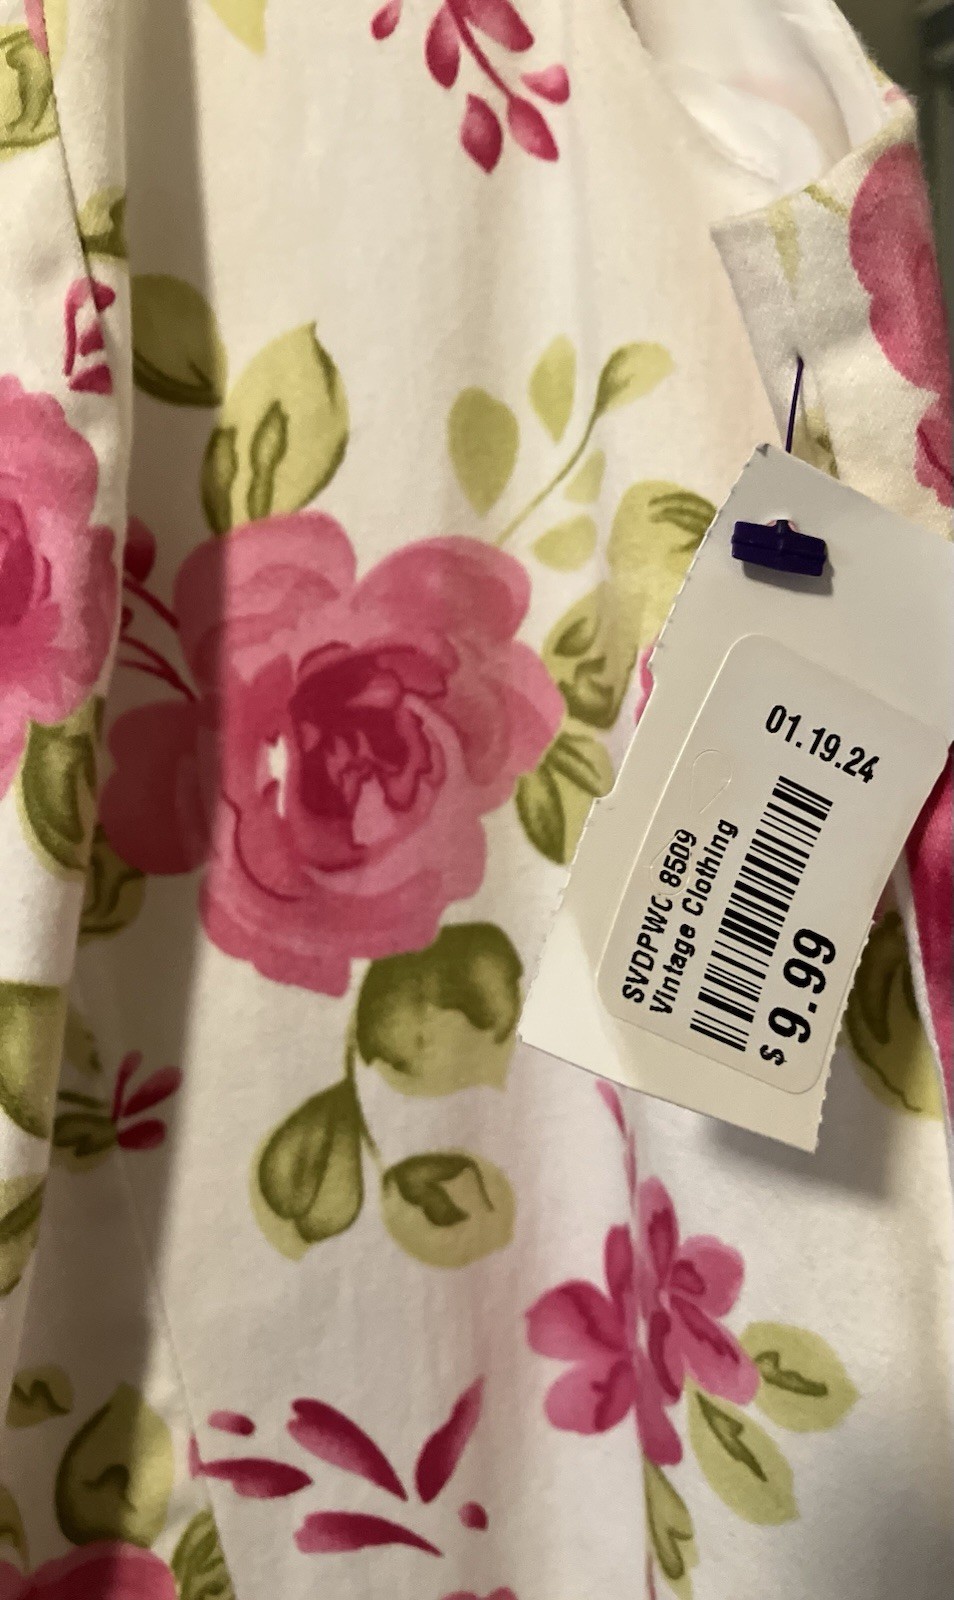 01.19.24
SVDPWC 8509
Vintage Clothing
$ 9.99